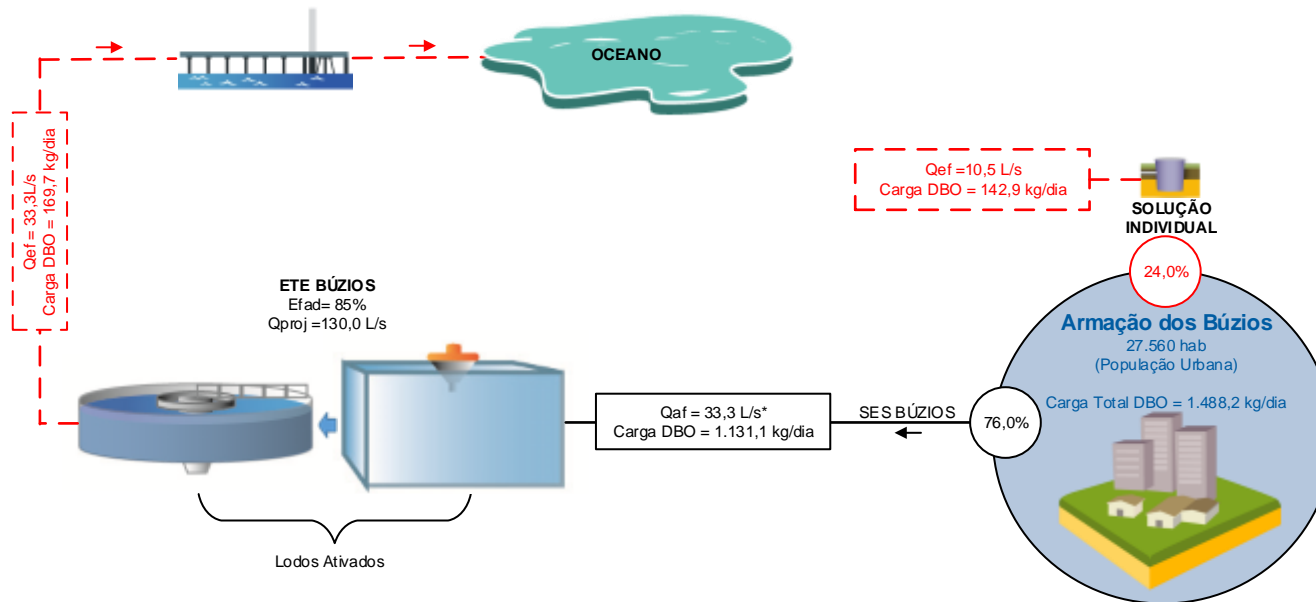 OCEANO
Qef = 33,3L/s
Carga DBO = 169,7 kg/dia
Qef =10,5 L/s
Carga DBO = 142,9 kg/dia
SOLUÇÃO
INDIVIDUAL
24,0%
ETE BÚZIOS
Efad= 85%
Qproj =130,0 L/s
Armação dos Búzios
27.560 hab
(População Urbana)
Carga Total DBO = 1.488,2 kg/dia
Qaf = 33,3 L/s*
Carga DBO = 1.131,1 kg/dia
SES BÚZIOS
76,0%
Lodos Ativados